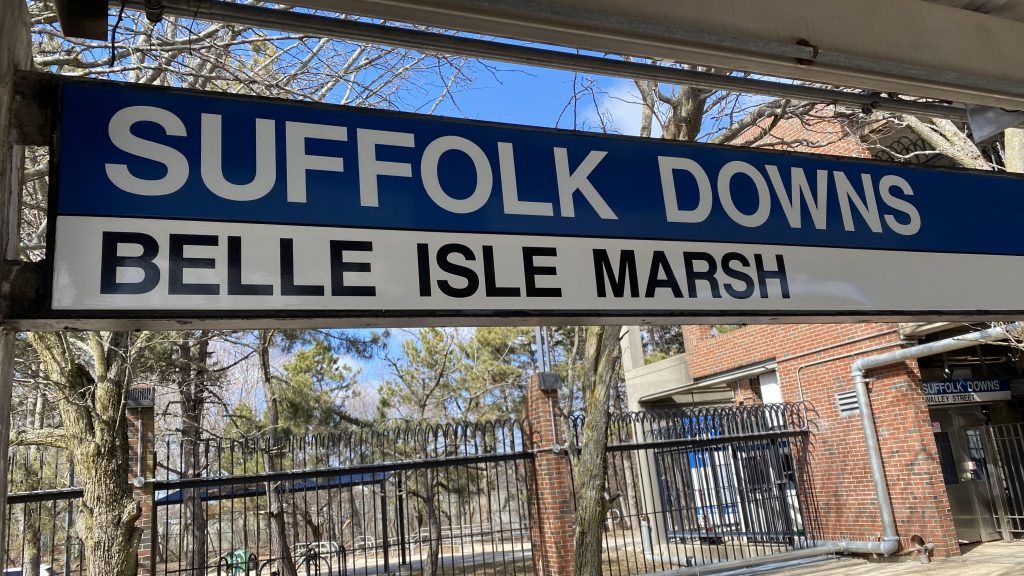 SUFFOLK DOWNS
BELLE ISLE MARSH
SUFFOLK DOWNS
WALLEY STREET